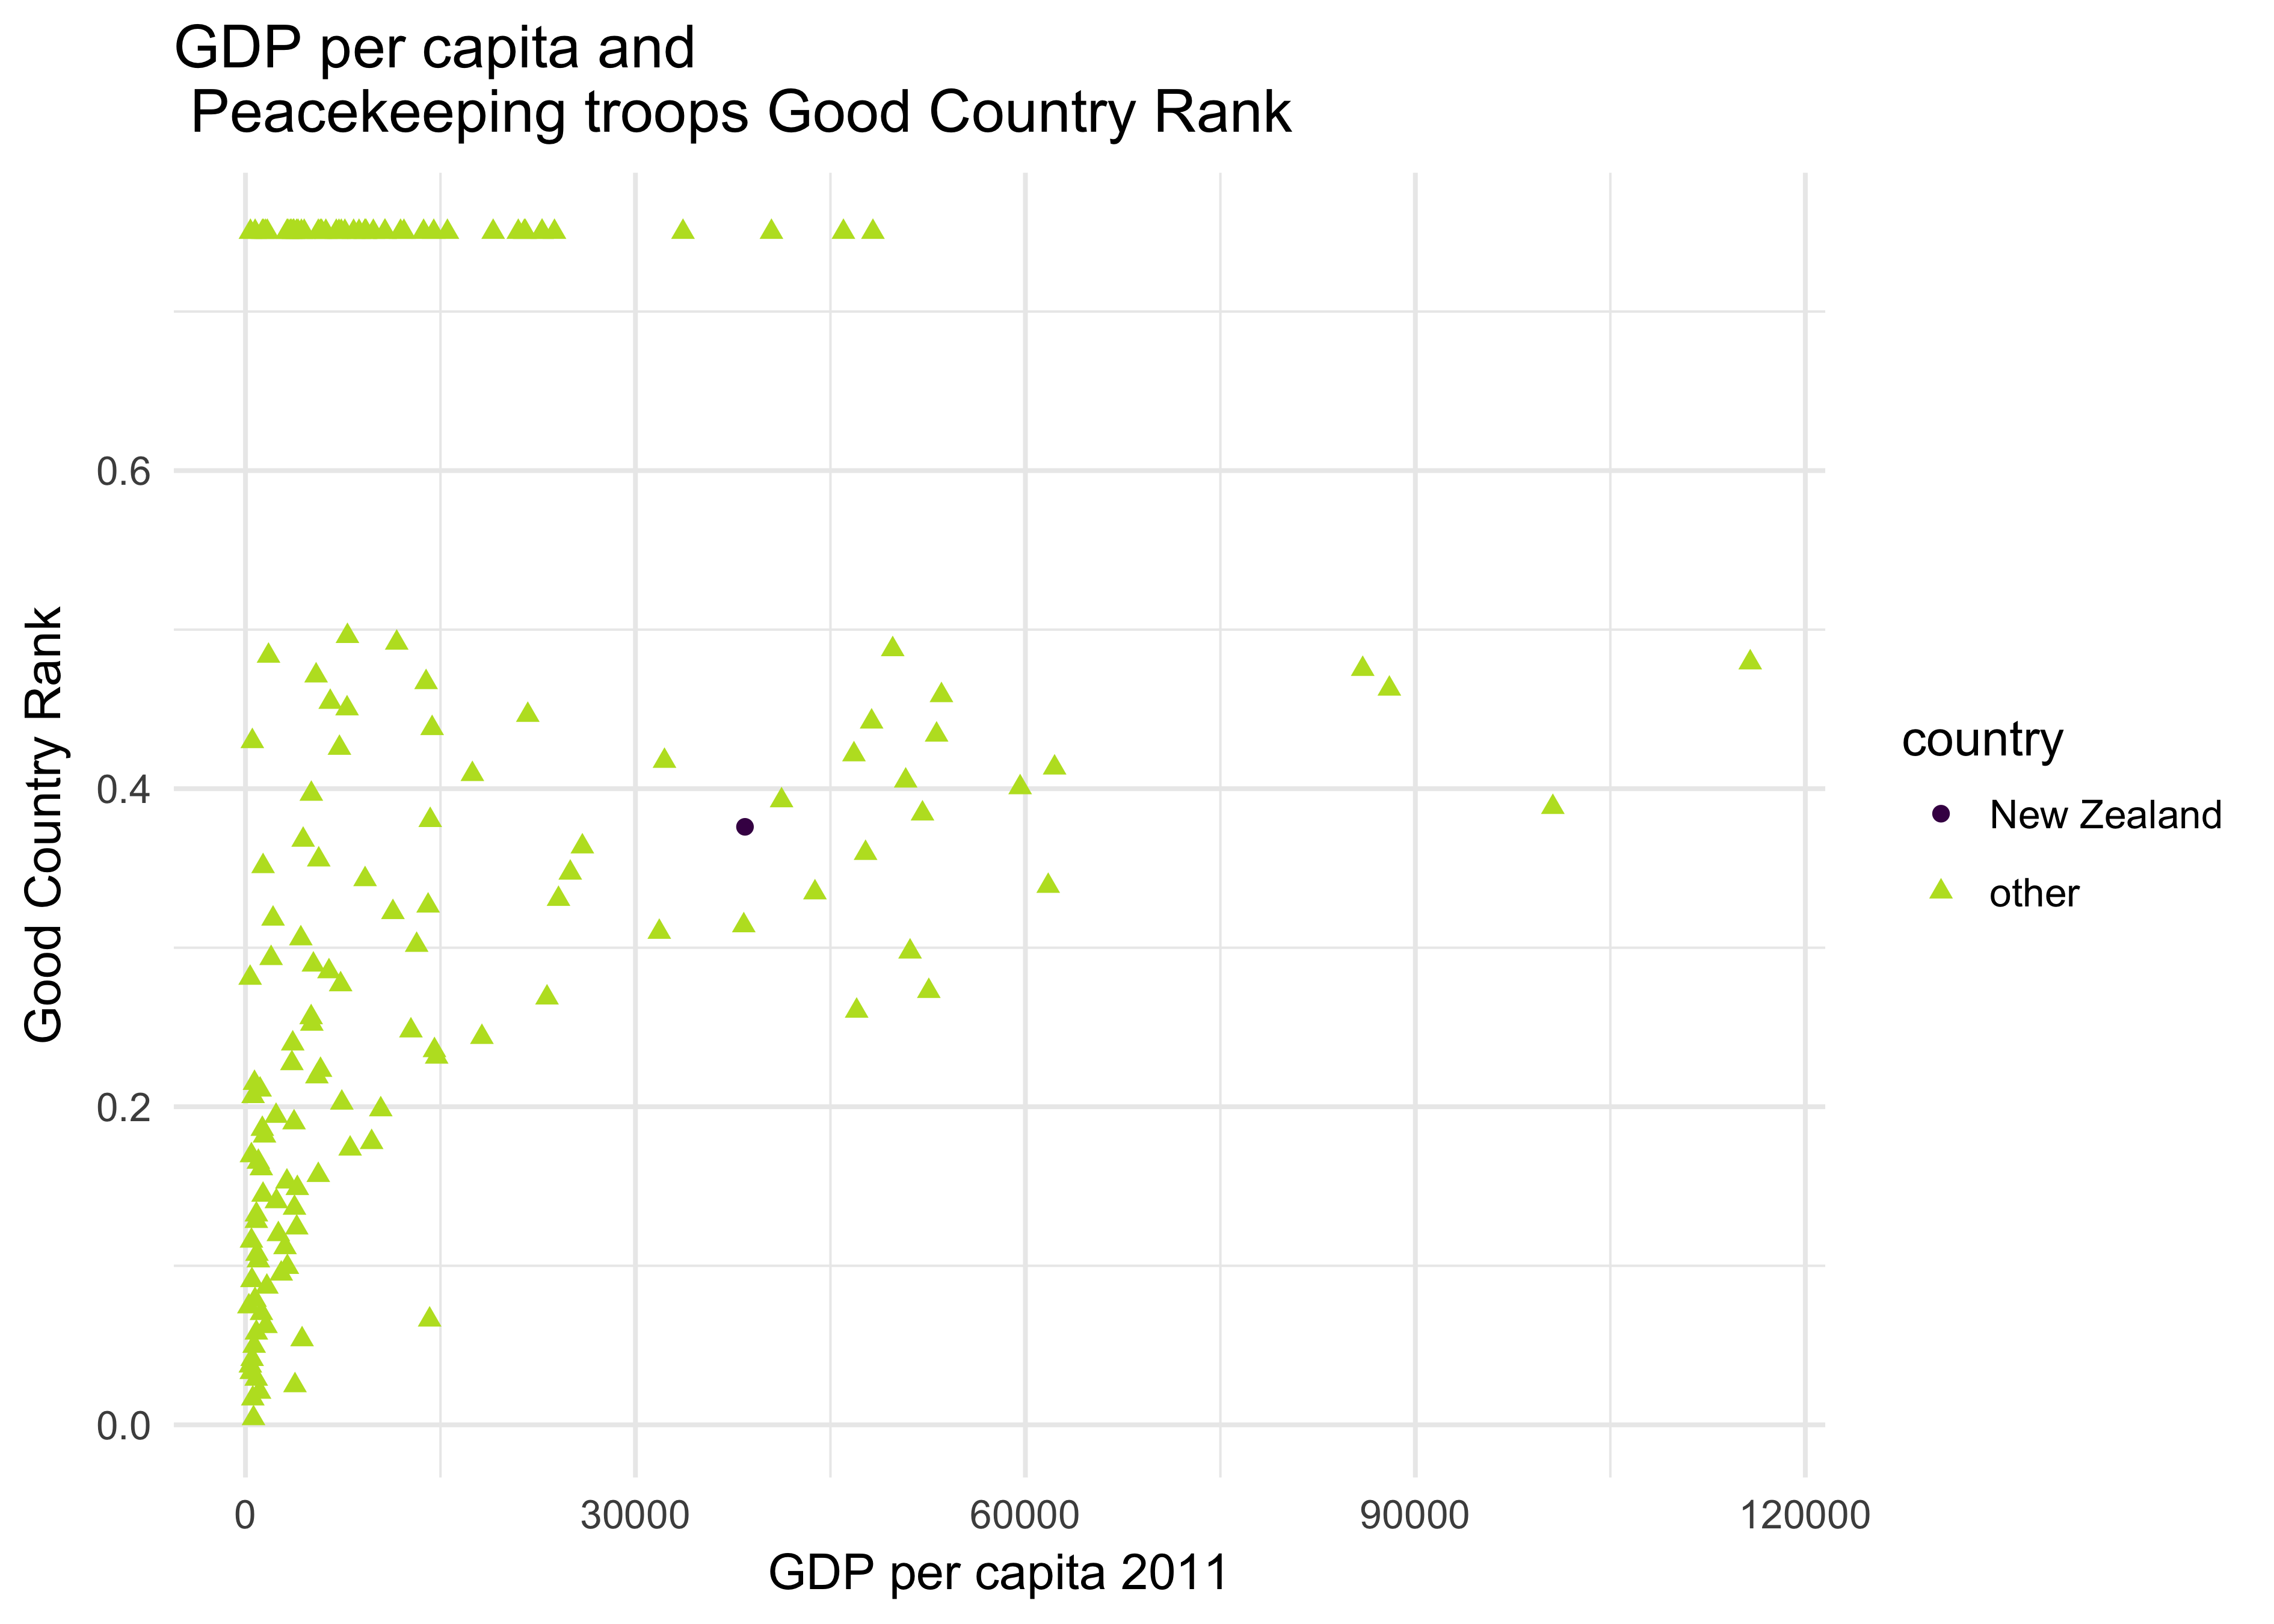 GDP per capita and
Peacekeeping troops Good Country Rank
Good Country Rank
0.6
0.4
0.2
0.0
0 30000 60000 90000 120000
GDP per capita 2011
country
New Zealand
other